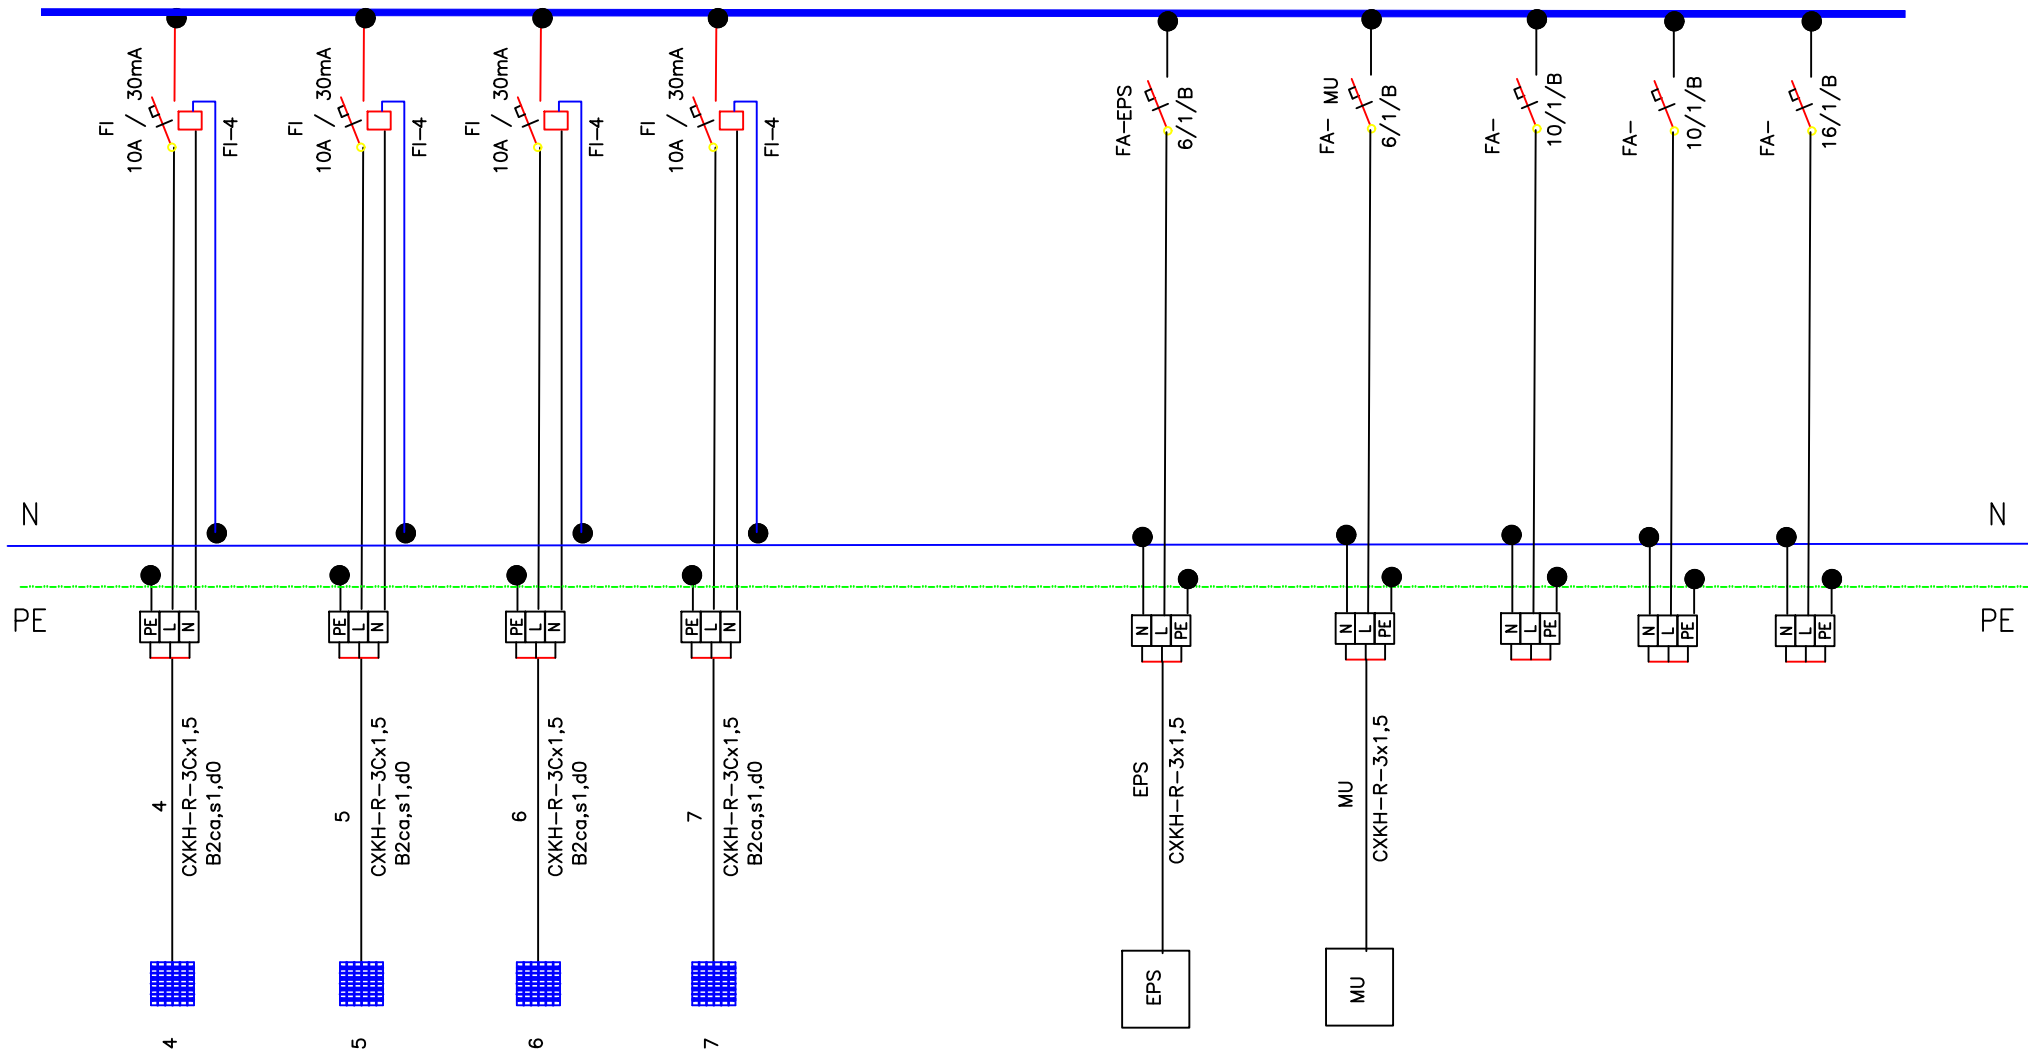 FI
10A / 30mA
FI-4
FI
10A / 30mA
FI-4
FI
10A / 30mA
FI-4
FI
10A / 30mA
FI-4
FA-EPS
6/1/B
FA- MU
6/1/B
FA-
10/1/B
FA-
10/1/B
FA-
16/1/B
N
N
PE
PE
PE L N
PE L N
PE L N
PE L N
N L PE
N L PE
N L PE
N L PE
N L PE
4
CXKH-R-3Cx1,5
B2ca,s1,d0
5
CXKH-R-3Cx1,5
B2ca,s1,d0
6
CXKH-R-3Cx1,5
B2ca,s1,d0
7
CXKH-R-3Cx1,5
B2ca,s1,d0
EPS
CXKH-R-3x1,5
MU
CXKH-R-3x1,5
EPS
MU
4
5
6
7